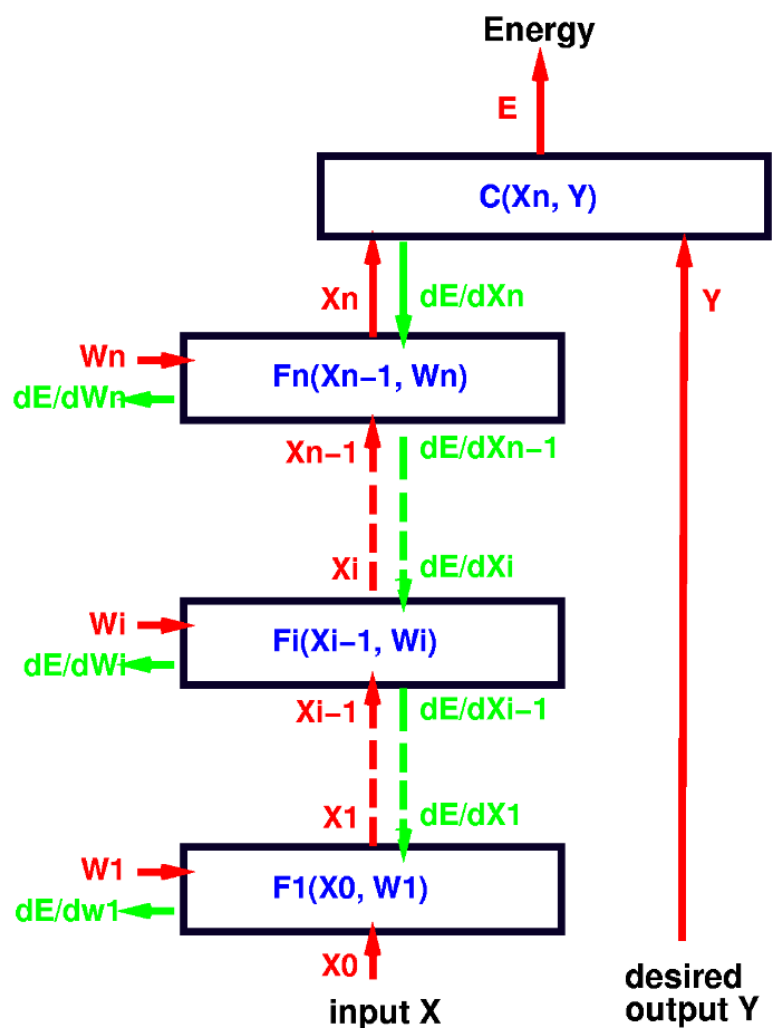 Energy
E
C(Xn, Y)
Xn
dE/dXn
Y
Wn
Fn(Xn−1, Wn)
dE/dWn
Xn−1
dE/dXn−1
Xi
dE/dXi
Wi
Fi(Xi−1, Wi)
dE/dWi
Xi−1
dE/dXi−1
X1
dE/dX1
W1
F1(X0, W1)
dE/dw1
X0
input X
desired
output Y